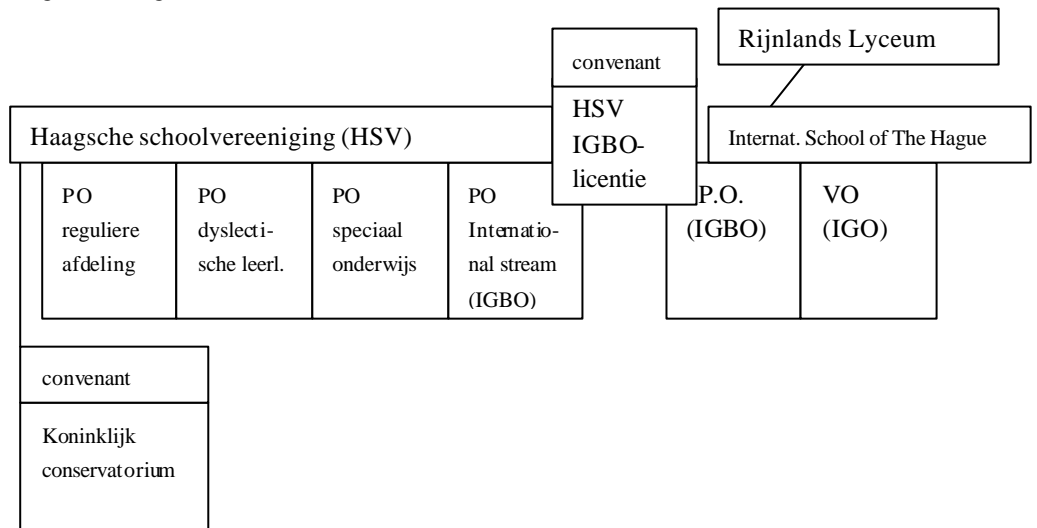 Rijnlands Lyceum
convenant
HSV
IGBO-
licentie
Haagsche schoolvereeniging (HSV)
Internat. School of The Hague
PO
reguliere
afdeling
PO
dyslecti-
sche leerl.
PO
speciaal
onderwijs
PO
Internatio-
nal stream
(IGBO)
P.O.
(IGBO)
VO
(IGO)
convenant
Koninklijk
conservatorium